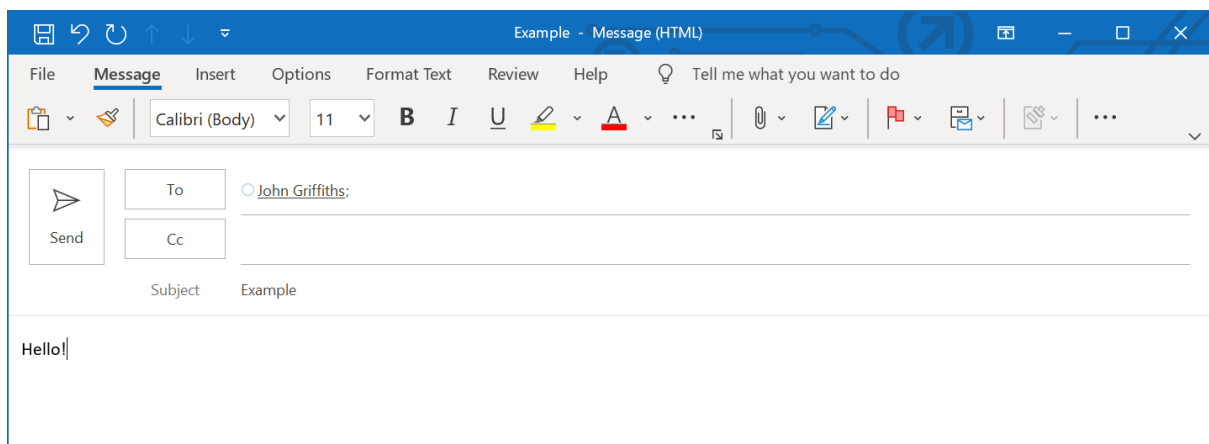 Example - Message (HTML)
File Message Insert Options Format Text Review Help Tell me what you want to do
Calibri (Body) 11 B I U A
To John Griffiths;
Send Cc
Subject Example
Hello!